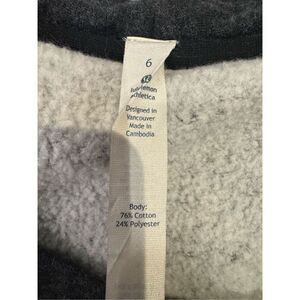 6
lululemon
athletica
Designed in
Vancouver
Made in
Cambodia
Body:
76% Cotton
24% Polyester